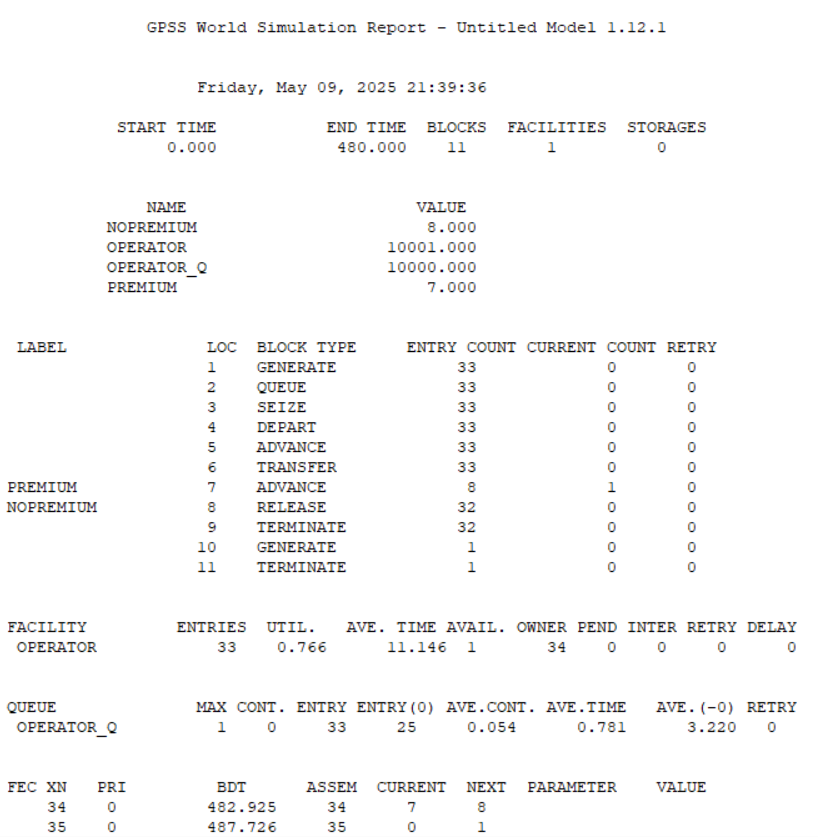 GPSS World Simulation Report - Untitled Model 1.12.1
Friday, May 09, 2025 21:39:36
START TIME END TIME BLOCKS FACILITIES STORAGES
0.000 480.000 11 1 0
NAME VALUE
NOPREMIUM 8.000
OPERATOR 10001.000
OPERATOR_Q 10000.000
PREMIUM 7.000
LABEL LOC BLOCK TYPE ENTRY COUNT CURRENT COUNT RETRY
1 GENERATE 33 0 0
2 QUEUE 33 0 0
3 SEIZE 33 0 0
4 DEPART 33 0 0
5 ADVANCE 33 0 0
6 TRANSFER 33 0 0
PREMIUM 7 ADVANCE 8 1 0
NOPREMIUM 8 RELEASE 32 0 0
9 TERMINATE 32 0 0
10 GENERATE 1 0 0
11 TERMINATE 1 0 0
FACILITY ENTRIES UTIL. AVE. TIME AVAIL. OWNER PEND INTER RETRY DELAY
OPERATOR 33 0.766 11.146 1 34 0 0 0 0
QUEUE MAX CONT. ENTRY ENTRY(0) AVE.CONT. AVE.TIME AVE.(-0) RETRY
OPERATOR_Q 1 0 33 25 0.054 0.781 3.220 0
FEC XN PRI BDT ASSEM CURRENT NEXT PARAMETER VALUE
34 0 482.925 34 7 8
35 0 487.726 35 0 1